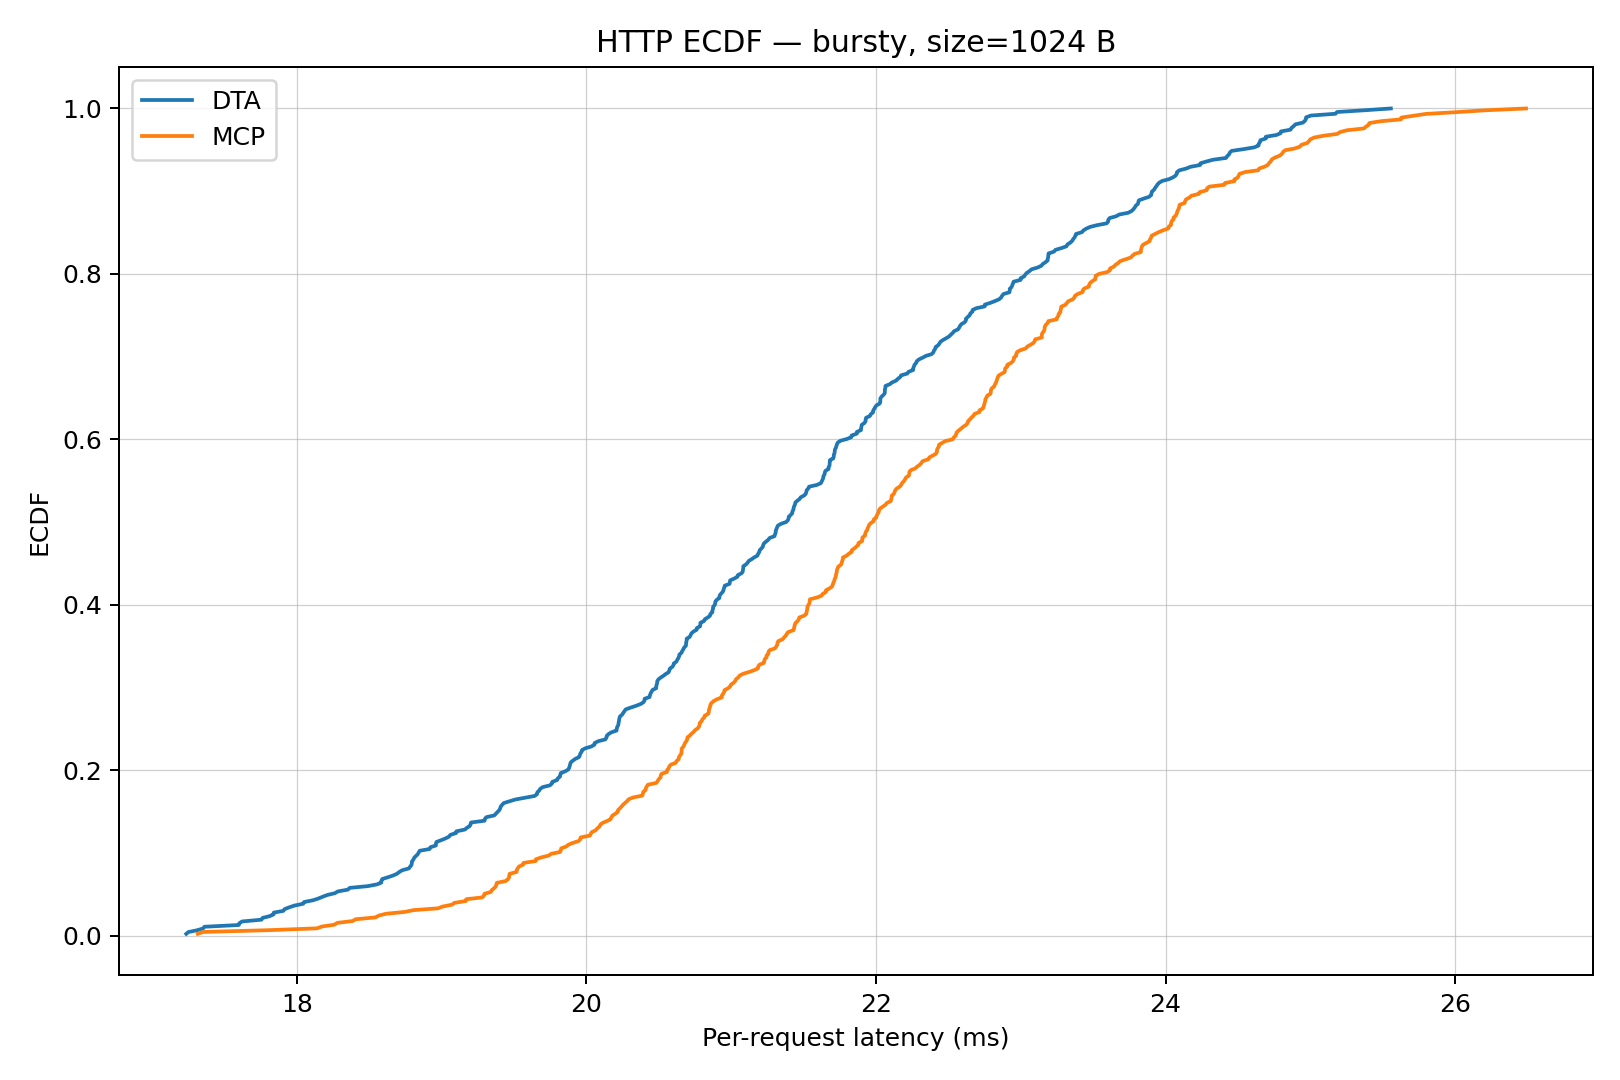 HTTP ECDF — bursty, size=1024 B
DTA
MCP
1.0
0.8
0.6
0.4
0.2
0.0
ECDF
18
20
22
24
26
Per-request latency (ms)